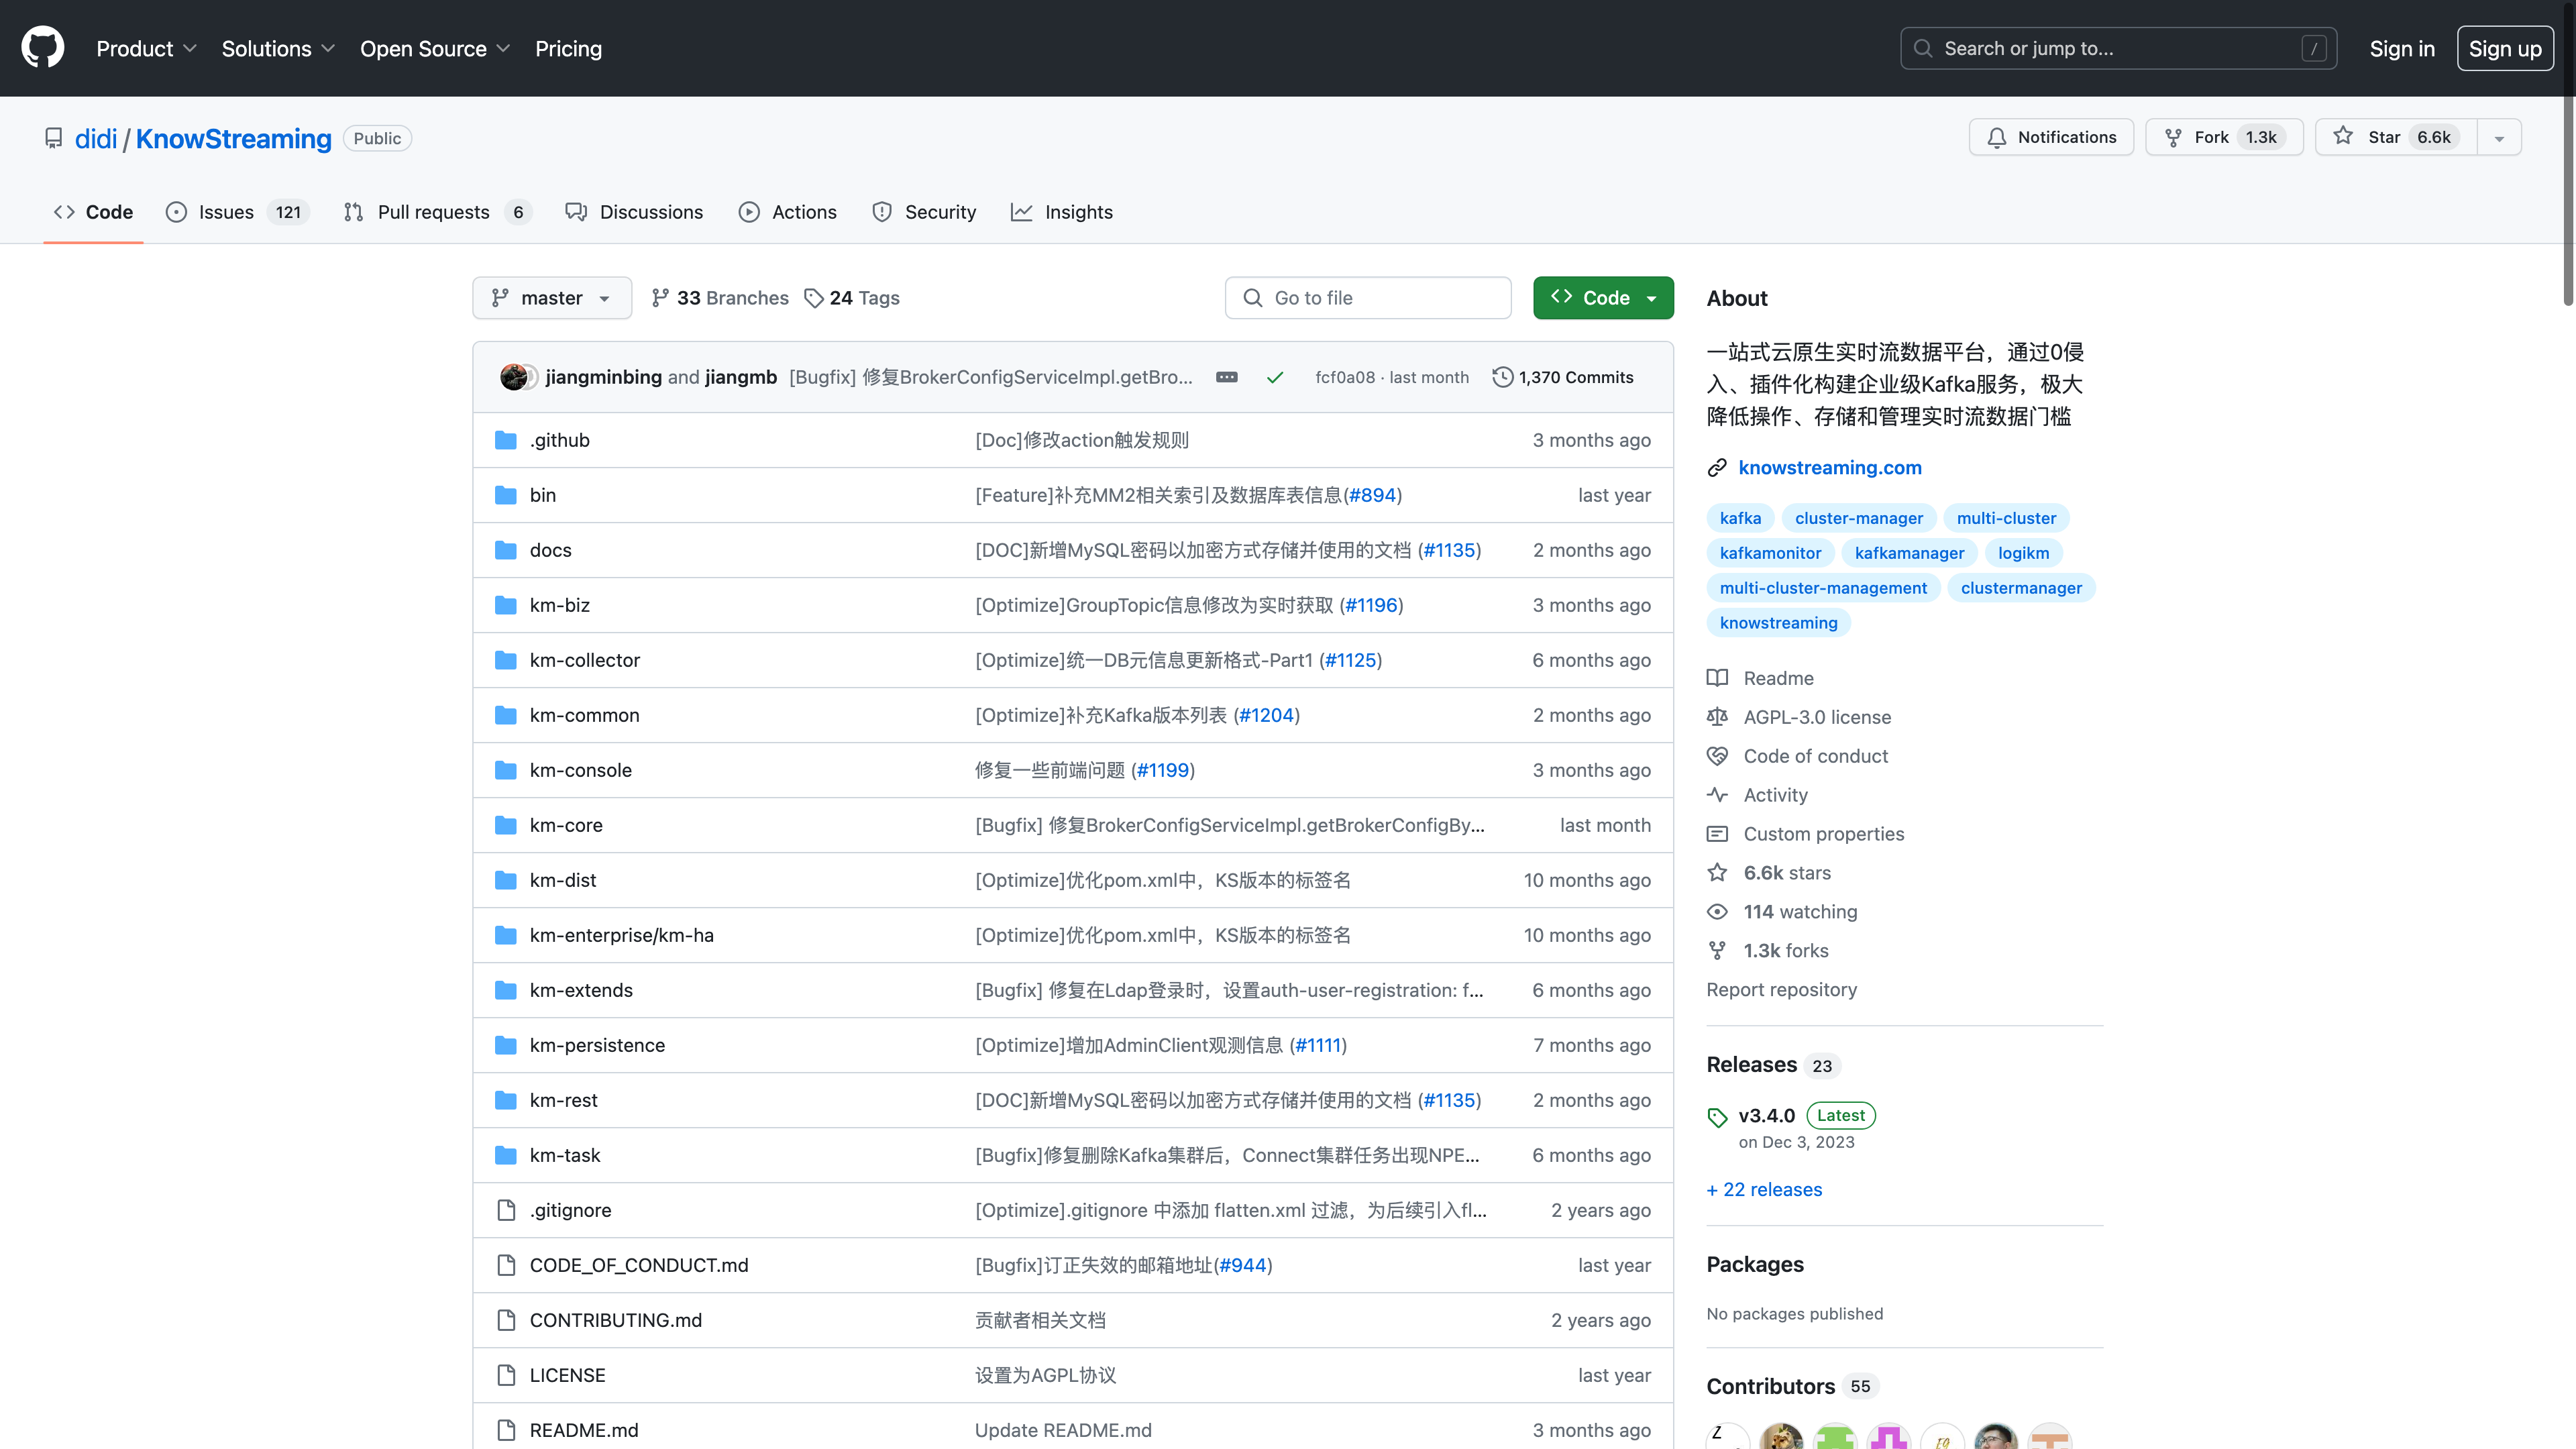 Product Solutions Open Source Pricing Search or jump to... / Sign in Sign up
didi / KnowStreaming Public Notifications Fork 1.3k Star 6.6k
Code Issues 121 Pull requests 6 Discussions Actions Security Insights
master 33 Branches 24 Tags Go to file Code
jiangminbing and jiangmb [Bugfix] 修复BrokerConfigServiceImpl.getBro... fcf0a08 · last month 1,370 Commits
.github [Doc]修改action触发规则 3 months ago
bin [Feature]补充MM2相关索引及数据库表信息(#894) last year
docs [DOC]新增MySQL密码以加密方式存储并使用的文档 (#1135) 2 months ago
km-biz [Optimize]GroupTopic信息修改为实时获取 (#1196) 3 months ago
km-collector [Optimize]统一DB元信息更新格式-Part1 (#1125) 6 months ago
km-common [Optimize]补充Kafka版本列表 (#1204) 2 months ago
km-console 修复一些前端问题 (#1199) 3 months ago
km-core [Bugfix] 修复BrokerConfigServiceImpl.getBrokerConfigBy... last month
km-dist [Optimize]优化pom.xml中，KS版本的标签名 10 months ago
km-enterprise/km-ha [Optimize]优化pom.xml中，KS版本的标签名 10 months ago
km-extends [Bugfix] 修复在Ldap登录时，设置auth-user-registration: f... 6 months ago
km-persistence [Optimize]增加AdminClient观测信息 (#1111) 7 months ago
km-rest [DOC]新增MySQL密码以加密方式存储并使用的文档 (#1135) 2 months ago
km-task [Bugfix]修复删除Kafka集群后，Connect集群任务出现NPE... 6 months ago
.gitignore [Optimize].gitignore 中添加 flatten.xml 过滤，为后续引入fl... 2 years ago
CODE_OF_CONDUCT.md [Bugfix]订正失效的邮箱地址(#944) last year
CONTRIBUTING.md 贡献者相关文档 2 years ago
LICENSE 设置为AGPL协议 last year
README.md Update README.md 3 months ago
About
一站式云原生实时流数据平台，通过0侵
入、插件化构建企业级Kafka服务，极大
降低操作、存储和管理实时流数据门槛
knowstreaming.com
kafka cluster-manager multi-cluster
kafkamonitor kafkamanager logikm
multi-cluster-management clustermanager
knowstreaming
Readme
AGPL-3.0 license
Code of conduct
Activity
Custom properties
6.6k stars
114 watching
1.3k forks
Report repository
Releases 23
v3.4.0 Latest
on Dec 3, 2023
+ 22 releases
Packages
No packages published
Contributors 55